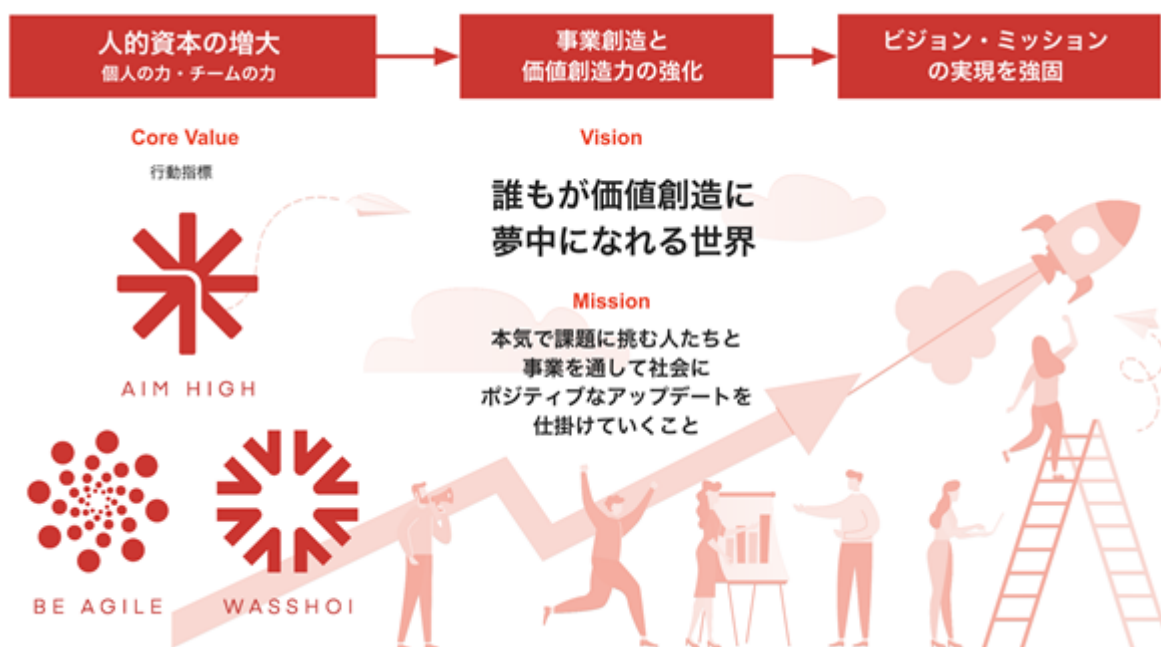 人的資本の増大
個人の力・チームの力
事業創造と
価値創造力の強化
ビジョン・ミッション
の実現を強固
Core Value
行動指標
AIM HIGH
BE AGILE
WASSHOI
Vision
誰もが価値創造に
夢中になれる世界
Mission
本気で課題に挑む人たちと
事業を通して社会に
ポジティブなアップデートを
仕掛けていくこと